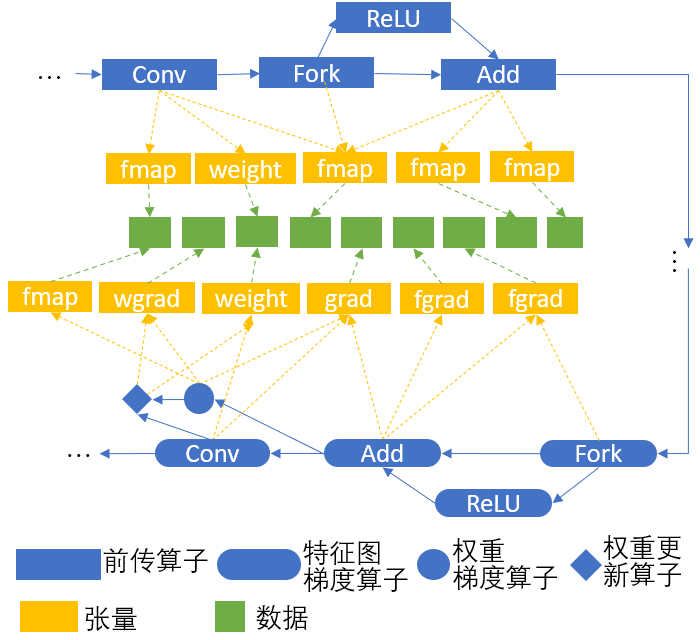 ReLU
... Conv Fork Add
fmap weight fmap fmap fmap
...
fmap wgrad weight grad fgrad fgrad
... Conv Add Fork
ReLU
前传算子 特征图 权重 权重更
梯度算子 梯度算子 新算子
张量 数据